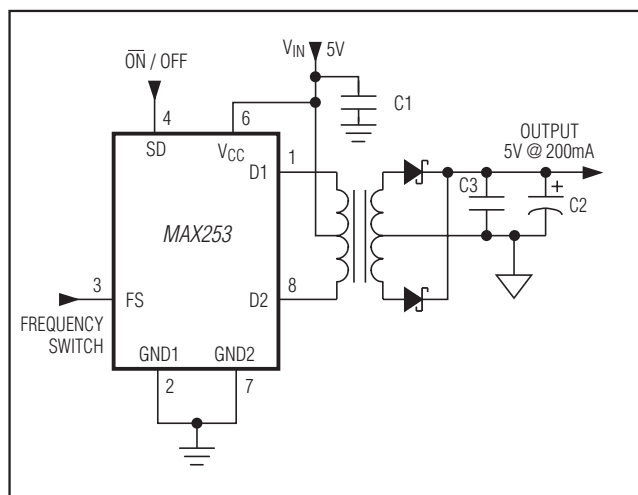 V_IN 5V
O̅N̅ / OFF
C1
4
6
OUTPUT
5V @ 200mA
SD
V_CC
1
D1
C3
+
C2
MAX253
3
8
FS
D2
FREQUENCY
SWITCH
GND1
GND2
2
7